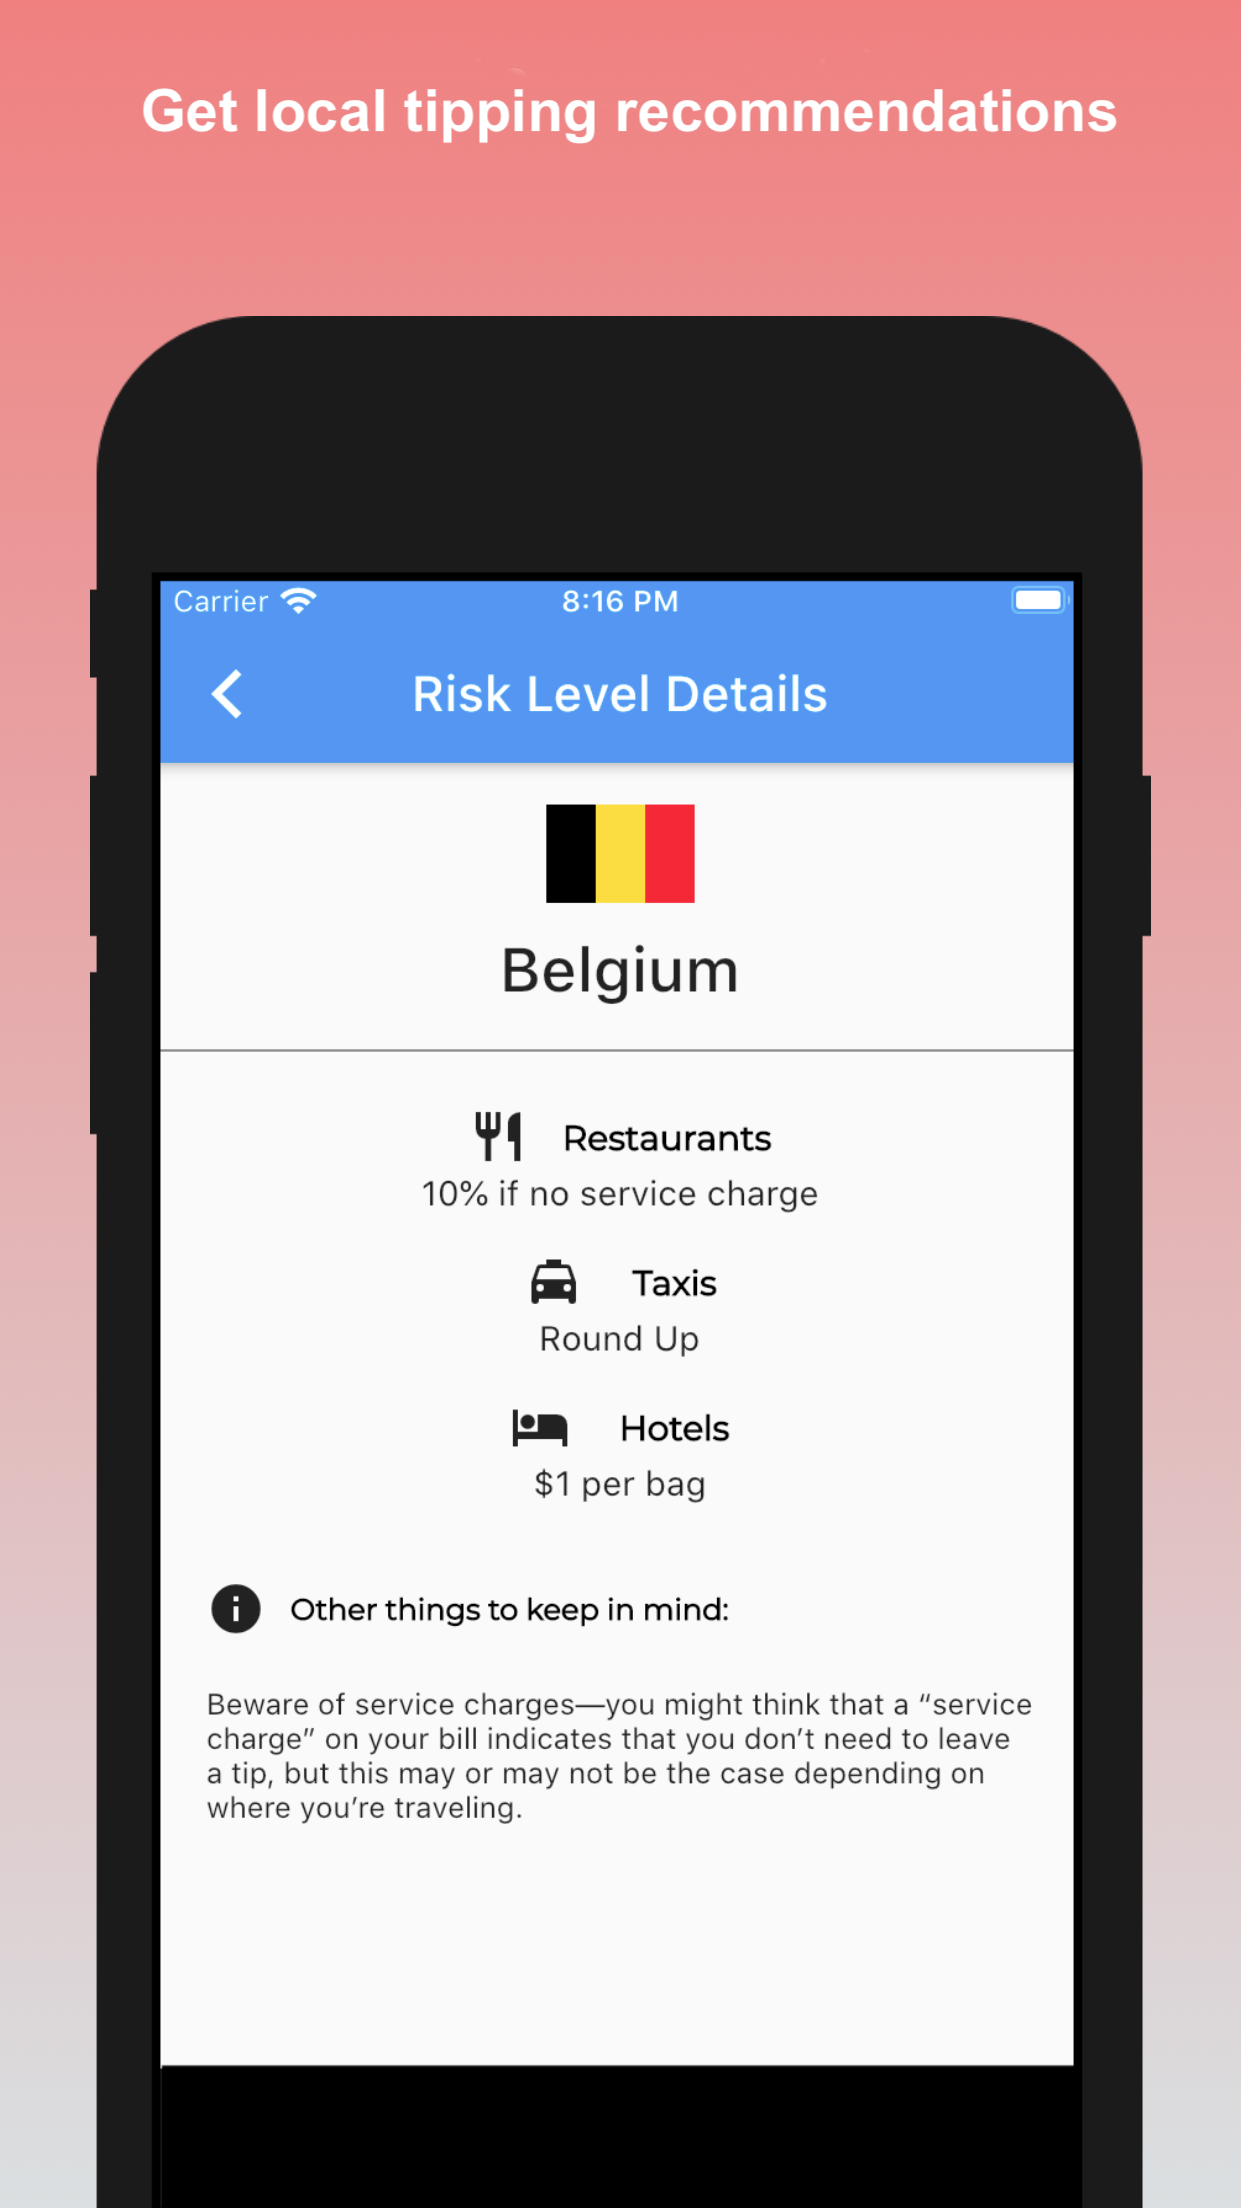 Get local tipping recommendations
Carrier
8:16 PM
Risk Level Details
Belgium
Restaurants
10% if no service charge
Taxis
Round Up
Hotels
$1 per bag
Other things to keep in mind:
Beware of service charges—you might think that a “service
charge” on your bill indicates that you don’t need to leave
a tip, but this may or may not be the case depending on
where you’re traveling.